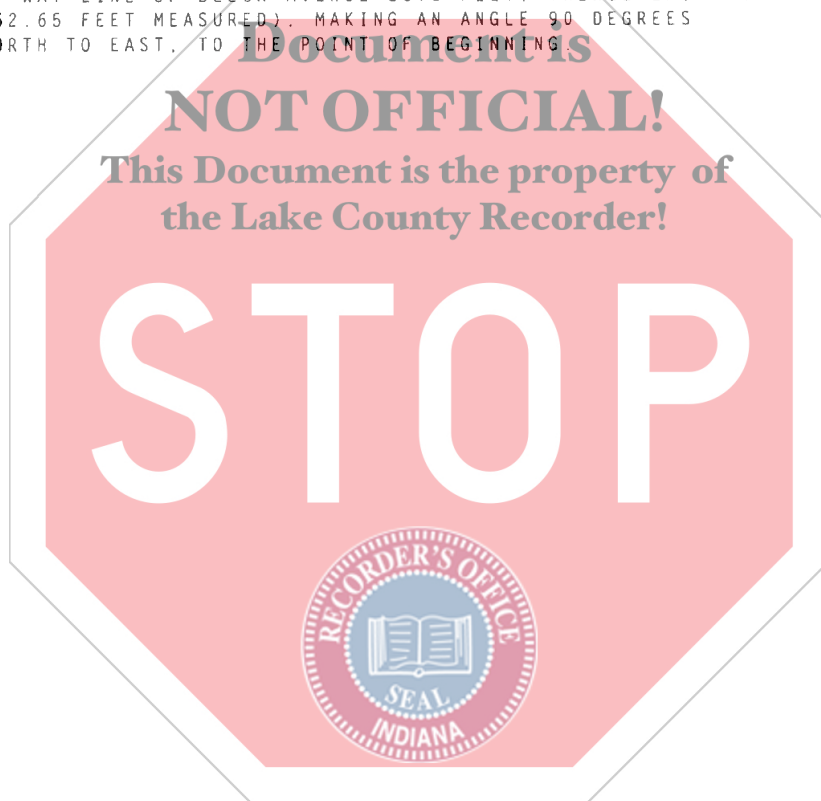 52.65 FEET MEASURED). MAKING AN ANGLE 90 DEGREES
RTH TO EAST, TO THE POINT OF BEGINNING.
Document is
NOT OFFICIAL!
This Document is the property of
the Lake County Recorder!
STOP
RECORDER'S OFFICE
SEAL
INDIANA